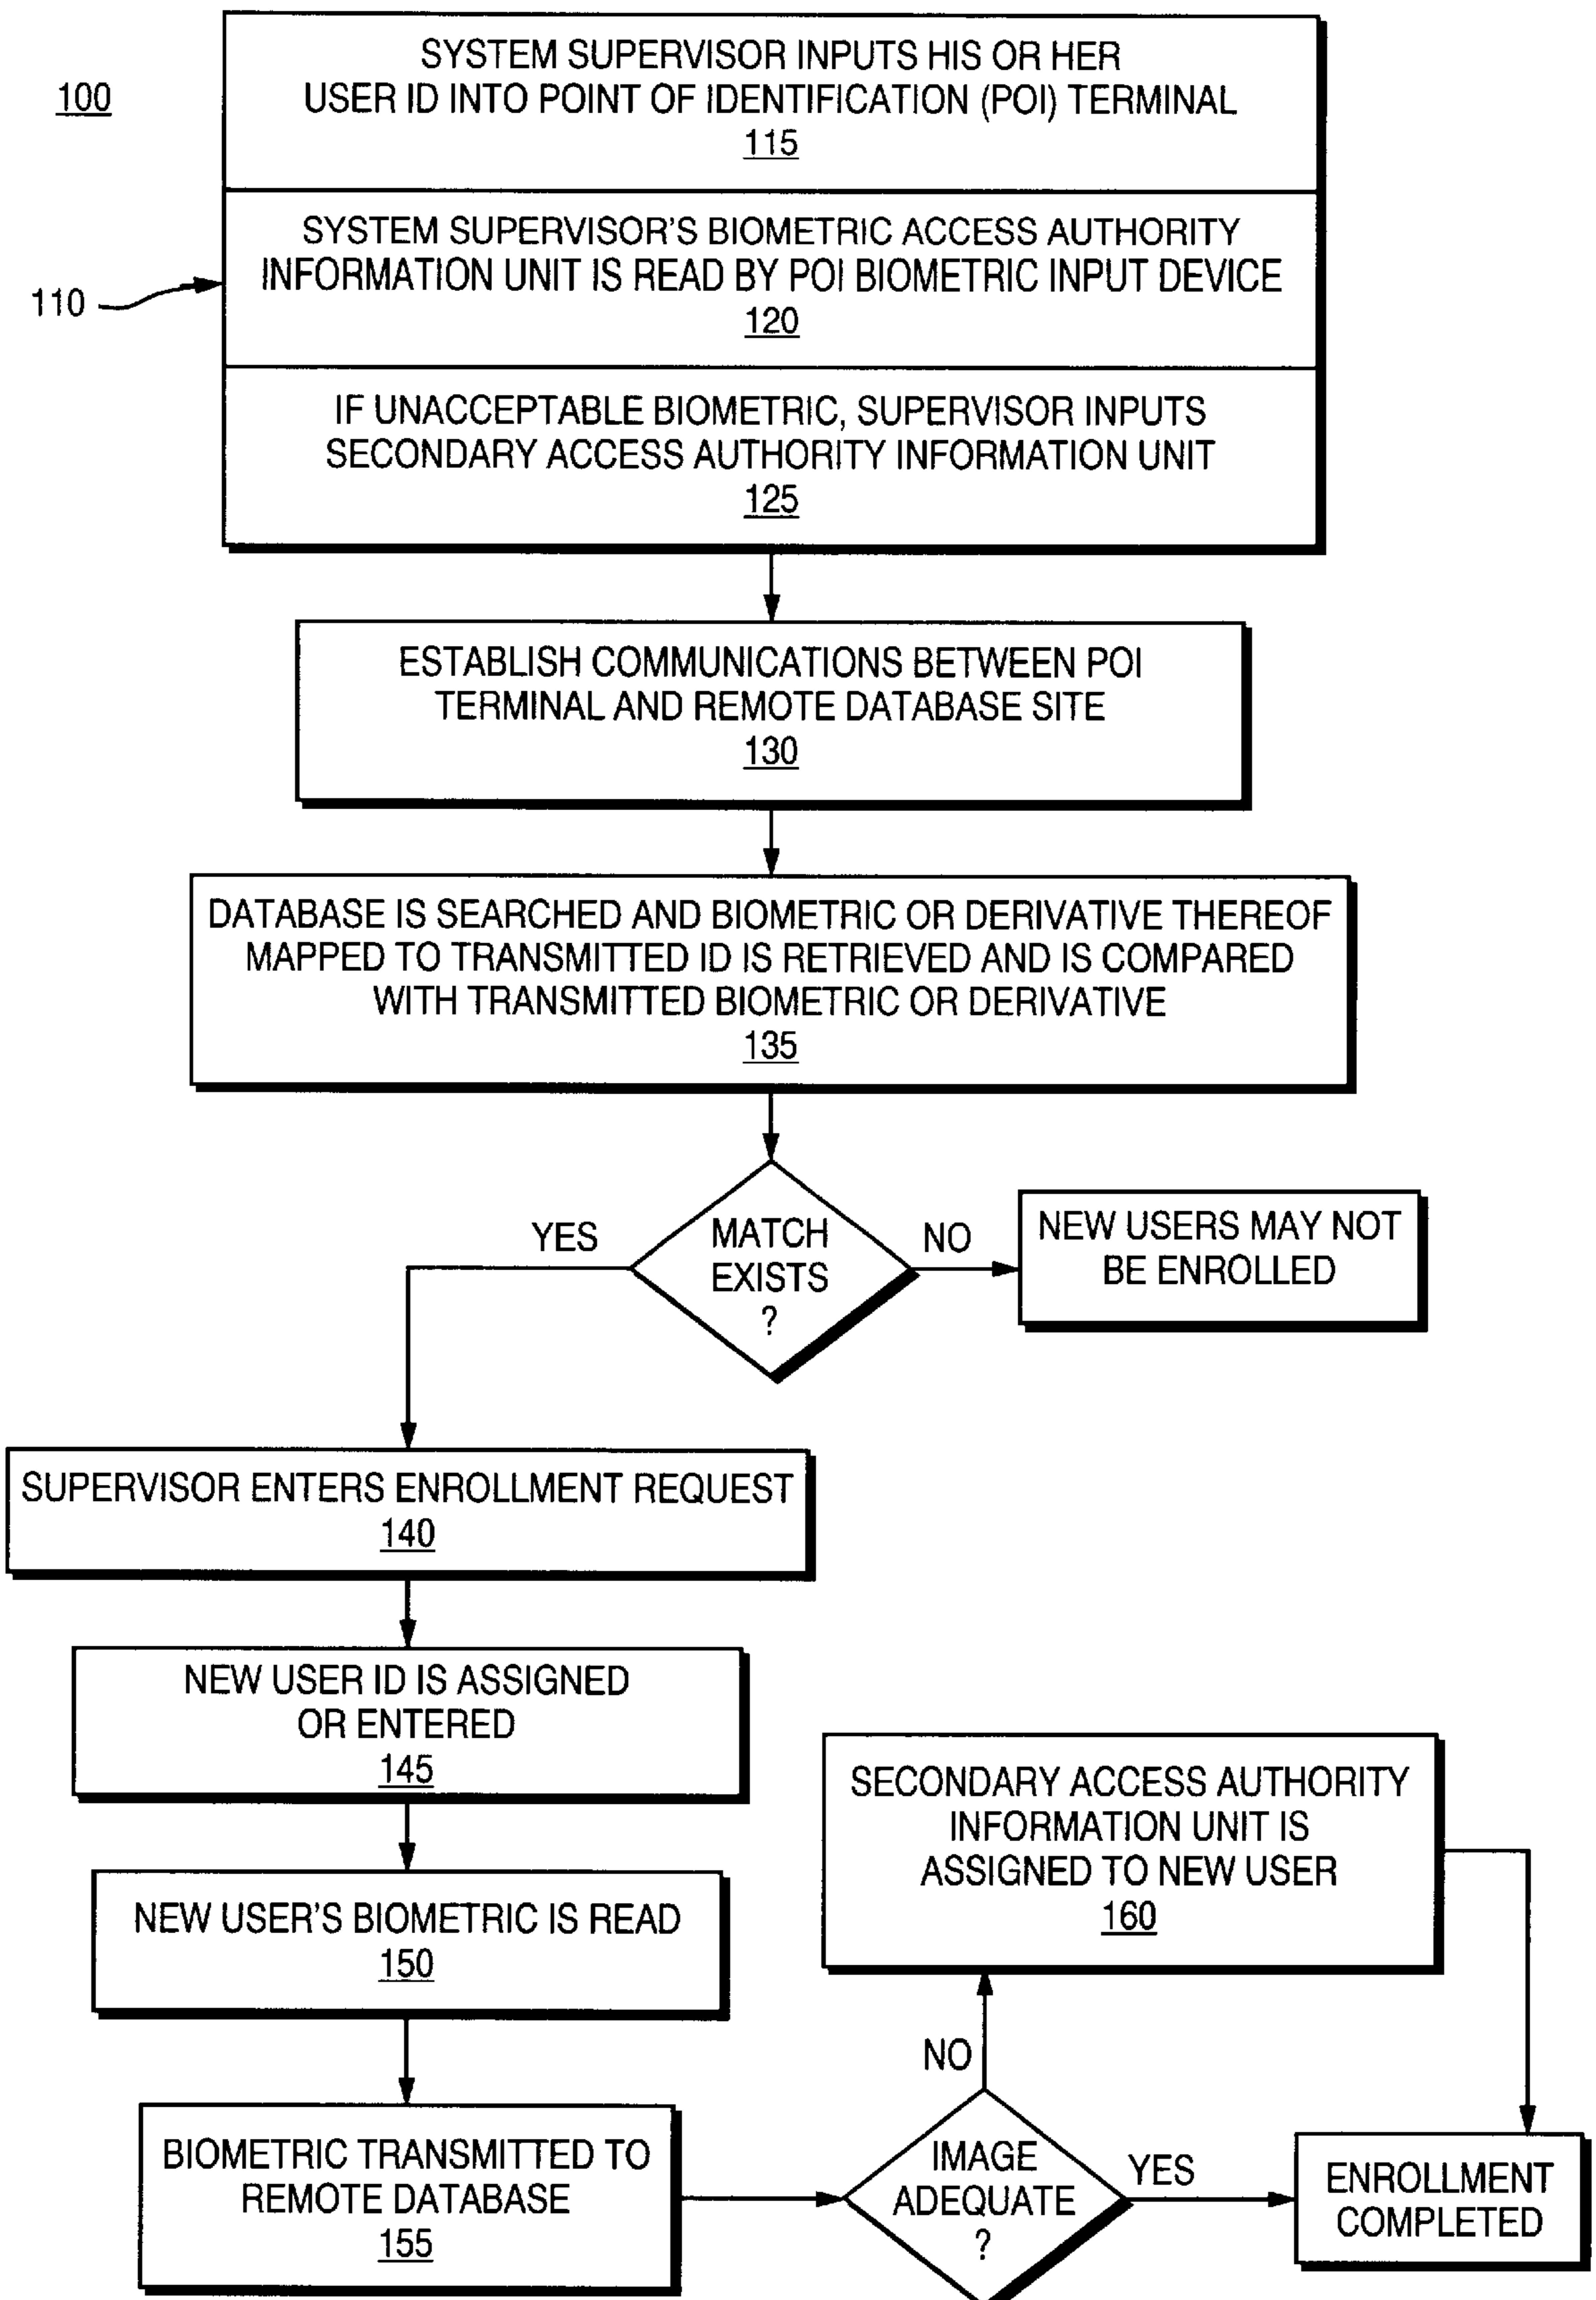 100
SYSTEM SUPERVISOR INPUTS HIS OR HER
USER ID INTO POINT OF IDENTIFICATION (POI) TERMINAL
115
SYSTEM SUPERVISOR'S BIOMETRIC ACCESS AUTHORITY
INFORMATION UNIT IS READ BY POI BIOMETRIC INPUT DEVICE
120
110
IF UNACCEPTABLE BIOMETRIC, SUPERVISOR INPUTS
SECONDARY ACCESS AUTHORITY INFORMATION UNIT
125
ESTABLISH COMMUNICATIONS BETWEEN POI
TERMINAL AND REMOTE DATABASE SITE
130
DATABASE IS SEARCHED AND BIOMETRIC OR DERIVATIVE THEREOF
MAPPED TO TRANSMITTED ID IS RETRIEVED AND IS COMPARED
WITH TRANSMITTED BIOMETRIC OR DERIVATIVE
135
MATCH
EXISTS
?
YES
NO
NEW USERS MAY NOT
BE ENROLLED
SUPERVISOR ENTERS ENROLLMENT REQUEST
140
NEW USER ID IS ASSIGNED
OR ENTERED
145
NEW USER'S BIOMETRIC IS READ
150
BIOMETRIC TRANSMITTED TO
REMOTE DATABASE
155
IMAGE
ADEQUATE
?
NO
SECONDARY ACCESS AUTHORITY
INFORMATION UNIT IS
ASSIGNED TO NEW USER
160
YES
ENROLLMENT
COMPLETED